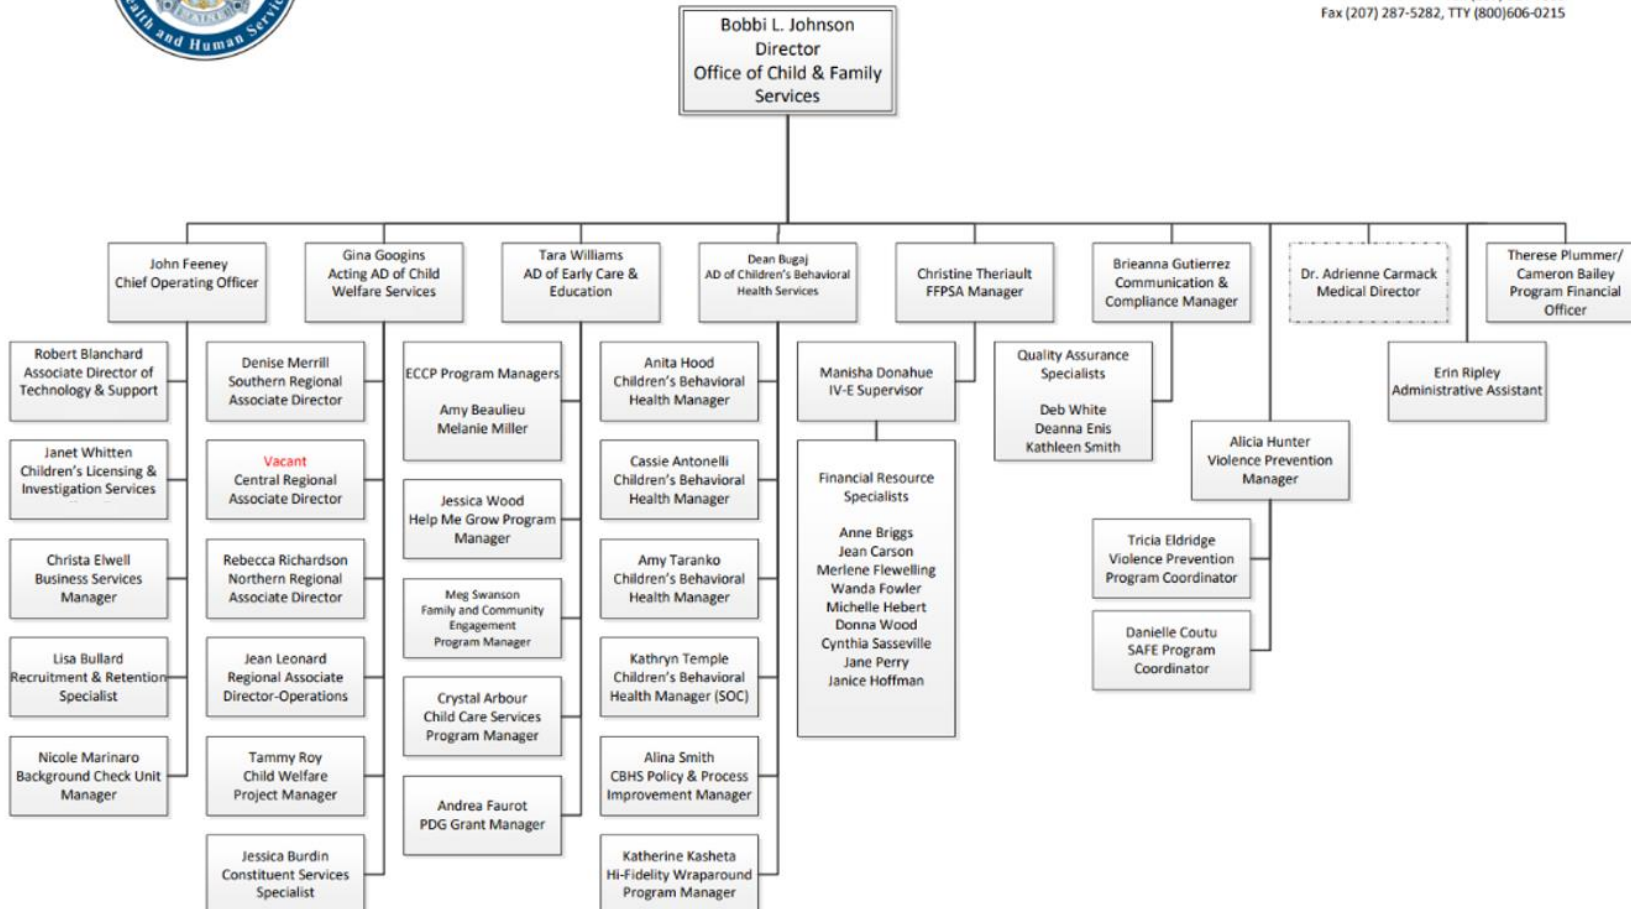 ealth and Human Servi
Fax (207) 287-5282, TTY (800)606-0215
Bobbi L. Johnson
Director
Office of Child & Family
Services
John Feeney
Chief Operating Officer
Gina Googins
Acting AD of Child
Welfare Services
Tara Williams
AD of Early Care &
Education
Dean Bugaj
AD of Children's Behavioral
Health Services
Christine Theriault
FFPSA Manager
Brieanna Gutierrez
Communication &
Compliance Manager
Dr. Adrienne Carmack
Medical Director
Therese Plummer/
Cameron Bailey
Program Financial
Officer
Robert Blanchard
Associate Director of
Technology & Support
Janet Whitten
Children's Licensing &
Investigation Services
Christa Elwell
Business Services
Manager
Lisa Bullard
Recruitment & Retention
Specialist
Nicole Marinaro
Background Check Unit
Manager
Denise Merrill
Southern Regional
Associate Director
Vacant
Central Regional
Associate Director
Rebecca Richardson
Northern Regional
Associate Director
Jean Leonard
Regional Associate
Director-Operations
Tammy Roy
Child Welfare
Project Manager
Jessica Burdin
Constituent Services
Specialist
ECCP Program Managers
Amy Beaulieu
Melanie Miller
Jessica Wood
Help Me Grow Program
Manager
Meg Swanson
Family and Community
Engagement
Program Manager
Crystal Arbour
Child Care Services
Program Manager
Andrea Faurot
PDG Grant Manager
Anita Hood
Children's Behavioral
Health Manager
Cassie Antonelli
Children's Behavioral
Health Manager
Amy Taranko
Children's Behavioral
Health Manager
Kathryn Temple
Children's Behavioral
Health Manager (SOC)
Alina Smith
CBHS Policy & Process
Improvement Manager
Katherine Kasheta
Hi-Fidelity Wraparound
Program Manager
Manisha Donahue
IV-E Supervisor
Financial Resource
Specialists
Anne Briggs
Jean Carson
Merlene Flewelling
Wanda Fowler
Michelle Hebert
Donna Wood
Cynthia Sasseville
Jane Perry
Janice Hoffman
Quality Assurance
Specialists
Deb White
Deanna Enis
Kathleen Smith
Alicia Hunter
Violence Prevention
Manager
Tricia Eldridge
Violence Prevention
Program Coordinator
Danielle Coutu
SAFE Program
Coordinator
Erin Ripley
Administrative Assistant